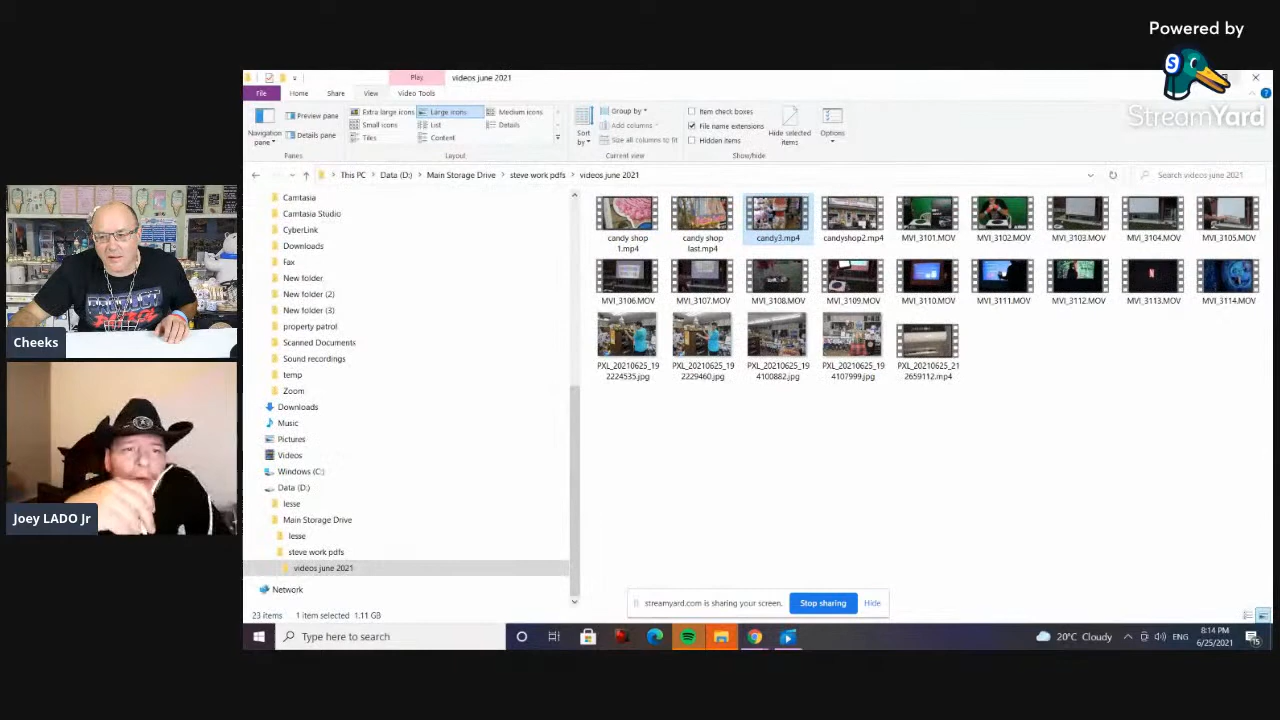 Powered by
StreamYard
Play
videos june 2021
File
Home
Share
View
Video Tools
Navigation pane
Preview pane
Details pane
Panes
Extra large icons
Large icons
Medium icons
Small icons
List
Details
Tiles
Content
Layout
Sort by
Group by
Add columns
Size all columns to fit
Current view
Item check boxes
File name extensions
Hidden items
Hide selected items
Show/hide
Options
This PC
Data (D:)
Main Storage Drive
steve work pdfs
videos june 2021
Search videos june 2021
Camtasia
Camtasia Studio
CyberLink
Downloads
fax
New folder
New folder (2)
New folder (3)
property patrol
Scanned Documents
Sound recordings
temp
Zoom
Downloads
Music
Pictures
Videos
Windows (C:)
Data (D:)
lesse
Main Storage Drive
lesse
steve work pdfs
videos june 2021
Network
candy shop 1.mp4
candy shop last.mp4
candy3.mp4
candyshop2.mp4
MVI_3101.MOV
MVI_3102.MOV
MVI_3103.MOV
MVI_3104.MOV
MVI_3105.MOV
MVI_3106.MOV
MVI_3107.MOV
MVI_3108.MOV
MVI_3109.MOV
MVI_3110.MOV
MVI_3111.MOV
MVI_3112.MOV
MVI_3113.MOV
MVI_3114.MOV
PXL_20210625_192224535.jpg
PXL_20210625_192229460.jpg
PXL_20210625_194100882.jpg
PXL_20210625_194107999.jpg
PXL_20210625_212659112.mp4
Cheeks
Joey LADO Jr
streamyard.com is sharing your screen.
Stop sharing
Hide
23 items
1 item selected 1.11 GB
Type here to search
20°C Cloudy
ENG
8:14 PM
6/25/2021